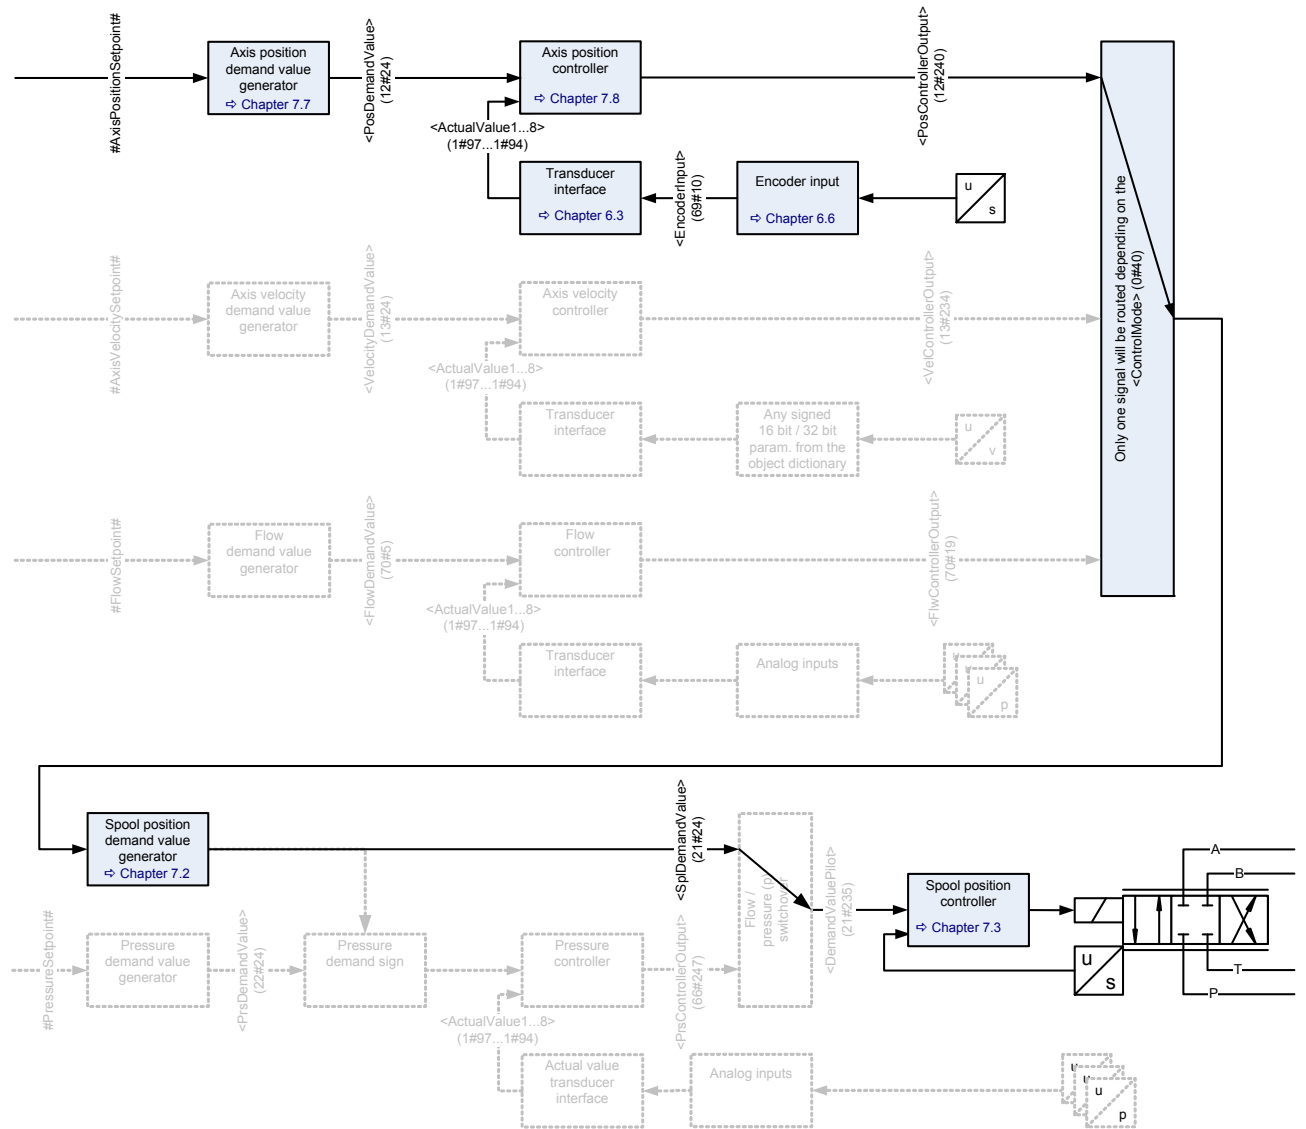 #AxisPositionSetpoint#
Axis position
demand value
generator
⇨ Chapter 7.7
<PosDemandValue>
(12#24)
Axis position
controller
⇨ Chapter 7.8
<PosControllerOutput>
(12#240)
<ActualValue1...8>
(1#97...1#94)
Transducer
interface
⇨ Chapter 6.3
<EncoderInput>
(69#10)
Encoder input
⇨ Chapter 6.6
u
s
Only one signal will be routed depending on the
<ControlMode> (0#40)
#AxisVelocitySetpoint#
Axis velocity
demand value
generator
<VelocityDemandValue>
(13#24)
Axis velocity
controller
<VelControllerOutput>
(13#234)
<ActualValue1...8>
(1#97...1#94)
Transducer
interface
Any signed
16 bit / 32 bit
param. from the
object dictionary
u
v
#FlowSetpoint#
Flow
demand value
generator
<FlowDemandValue>
(70#5)
Flow
controller
<FlwControllerOutput>
(70#19)
<ActualValue1...8>
(1#97...1#94)
Transducer
interface
Analog inputs
u
u
u
p
Spool position
demand value
generator
⇨ Chapter 7.2
<SplDemandValue>
(21#24)
Flow /
pressure (p)
switchover
<DemandValuePilot>
(21#235)
Spool position
controller
⇨ Chapter 7.3
A
B
T
P
u
s
#PressureSetpoint#
Pressure
demand value
generator
<PrsDemandValue>
(22#24)
Pressure
demand sign
Pressure
controller
<PrsControllerOutput>
(66#247)
<ActualValue1...8>
(1#97...1#94)
Actual value
transducer
interface
Analog inputs
u
u
u
p